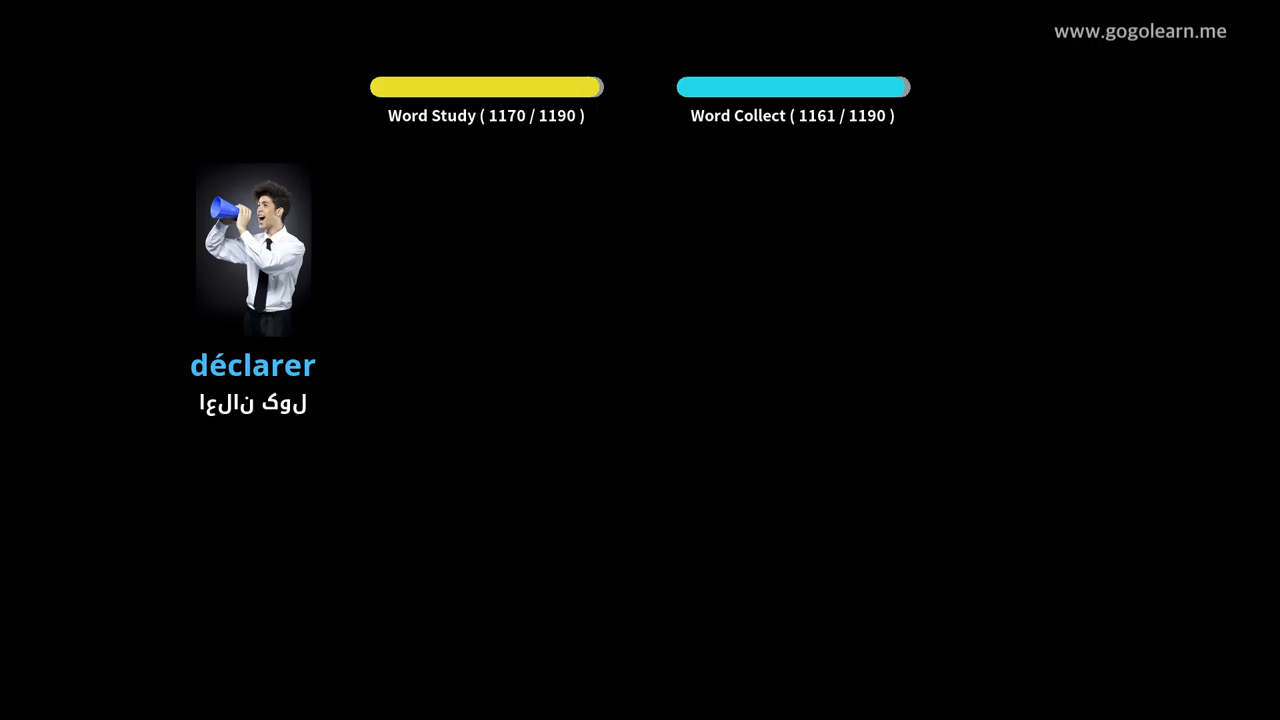 www.gogolearn.me
Word Study ( 1170 / 1190 )
Word Collect ( 1161 / 1190 )
déclarer
اعلان کول